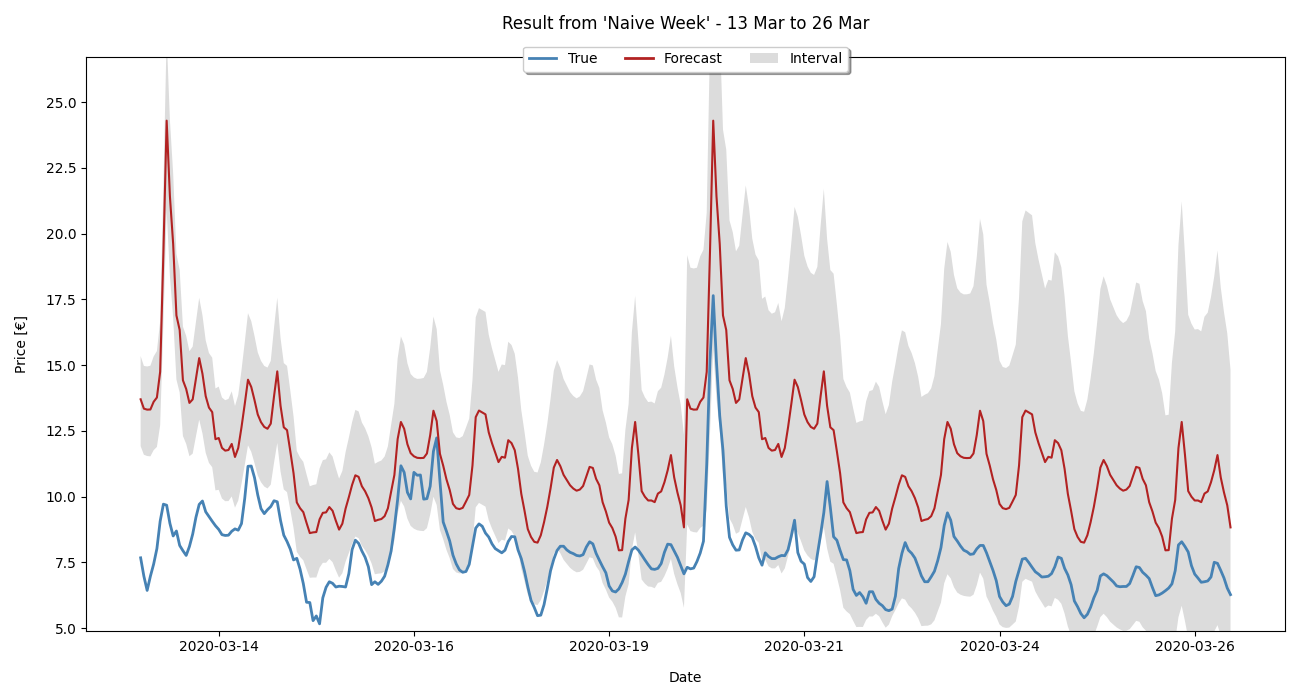 Result from 'Naive Week' - 13 Mar to 26 Mar
True
Forecast
Interval
25.0
22.5
20.0
17.5
15.0
12.5
10.0
7.5
5.0
Price [€]
2020-03-14
2020-03-16
2020-03-19
2020-03-21
2020-03-24
2020-03-26
Date